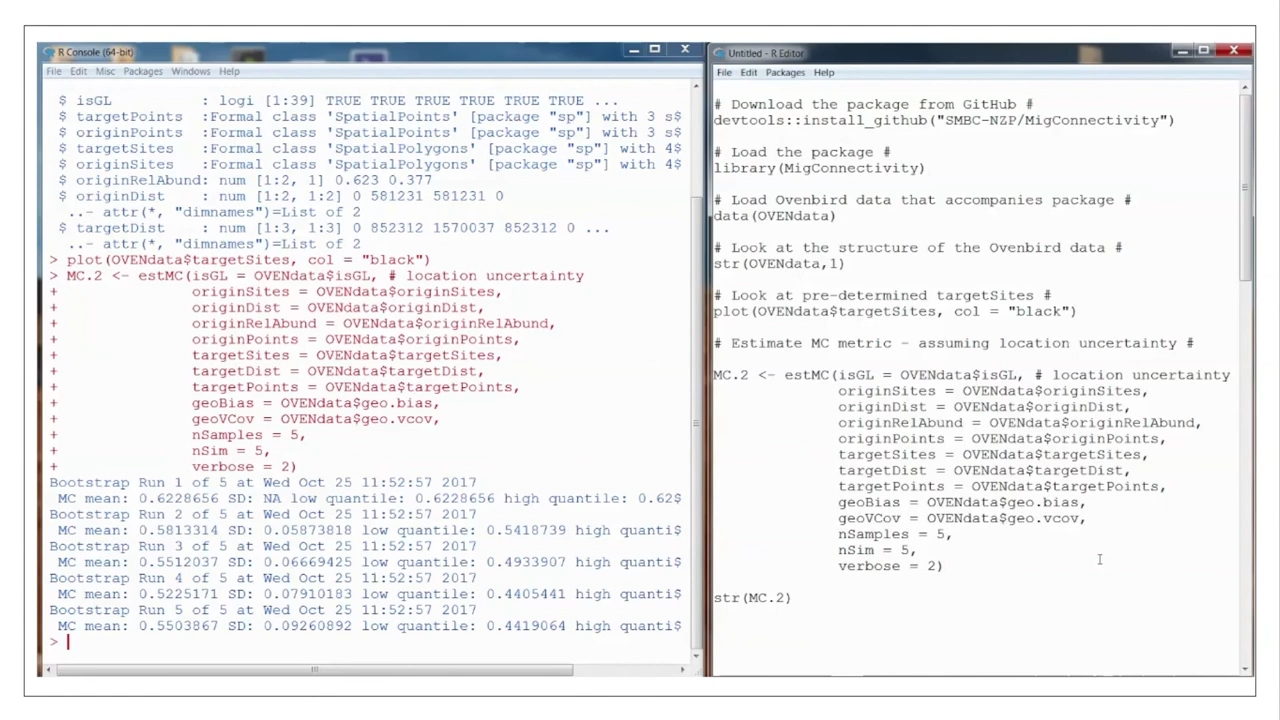 R Console (64-bit)
File Edit Misc Packages Windows Help
$ isGL : logi [1:39] TRUE TRUE TRUE TRUE TRUE TRUE ...
$ targetPoints :Formal class 'SpatialPoints' [package "sp"] with 3 s$
$ originPoints :Formal class 'SpatialPoints' [package "sp"] with 3 s$
$ targetSites :Formal class 'SpatialPolygons' [package "sp"] with 4$
$ originSites :Formal class 'SpatialPolygons' [package "sp"] with 4$
$ originRelAbund: num [1:2, 1] 0.623 0.377
$ originDist : num [1:2, 1:2] 0 581231 581231 0
..- attr(*, "dimnames")=List of 2
$ targetDist : num [1:3, 1:3] 0 852312 1570037 852312 0 ...
..- attr(*, "dimnames")=List of 2
> plot(OVENdata$targetSites, col = "black")
> MC.2 <- estMC(isGL = OVENdata$isGL, # location uncertainty
+ originSites = OVENdata$originSites,
+ originDist = OVENdata$originDist,
+ originRelAbund = OVENdata$originRelAbund,
+ originPoints = OVENdata$originPoints,
+ targetSites = OVENdata$targetSites,
+ targetDist = OVENdata$targetDist,
+ targetPoints = OVENdata$targetPoints,
+ geoBias = OVENdata$geo.bias,
+ geoVCov = OVENdata$geo.vcov,
+ nSamples = 5,
+ nSim = 5,
+ verbose = 2)
Bootstrap Run 1 of 5 at Wed Oct 25 11:52:57 2017
MC mean: 0.6228656 SD: NA low quantile: 0.6228656 high quantile: 0.62$
Bootstrap Run 2 of 5 at Wed Oct 25 11:52:57 2017
MC mean: 0.5813314 SD: 0.05873818 low quantile: 0.5418739 high quanti$
Bootstrap Run 3 of 5 at Wed Oct 25 11:52:57 2017
MC mean: 0.5512037 SD: 0.06669425 low quantile: 0.4933907 high quanti$
Bootstrap Run 4 of 5 at Wed Oct 25 11:52:57 2017
MC mean: 0.5225171 SD: 0.07910183 low quantile: 0.4405441 high quanti$
Bootstrap Run 5 of 5 at Wed Oct 25 11:52:57 2017
MC mean: 0.5503867 SD: 0.09260892 low quantile: 0.4419064 high quanti$
>
Untitled - R Editor
File Edit Packages Help
# Download the package from GitHub #
devtools::install_github("SMBC-NZP/MigConnectivity")
# Load the package #
library(MigConnectivity)
# Load Ovenbird data that accompanies package #
data(OVENdata)
# Look at the structure of the Ovenbird data #
str(OVENdata,1)
# Look at pre-determined targetSites #
plot(OVENdata$targetSites, col = "black")
# Estimate MC metric - assuming location uncertainty #
MC.2 <- estMC(isGL = OVENdata$isGL, # location uncertainty
originSites = OVENdata$originSites,
originDist = OVENdata$originDist,
originRelAbund = OVENdata$originRelAbund,
originPoints = OVENdata$originPoints,
targetSites = OVENdata$targetSites,
targetDist = OVENdata$targetDist,
targetPoints = OVENdata$targetPoints,
geoBias = OVENdata$geo.bias,
geoVCov = OVENdata$geo.vcov,
nSamples = 5,
nSim = 5,
verbose = 2)
str(MC.2)